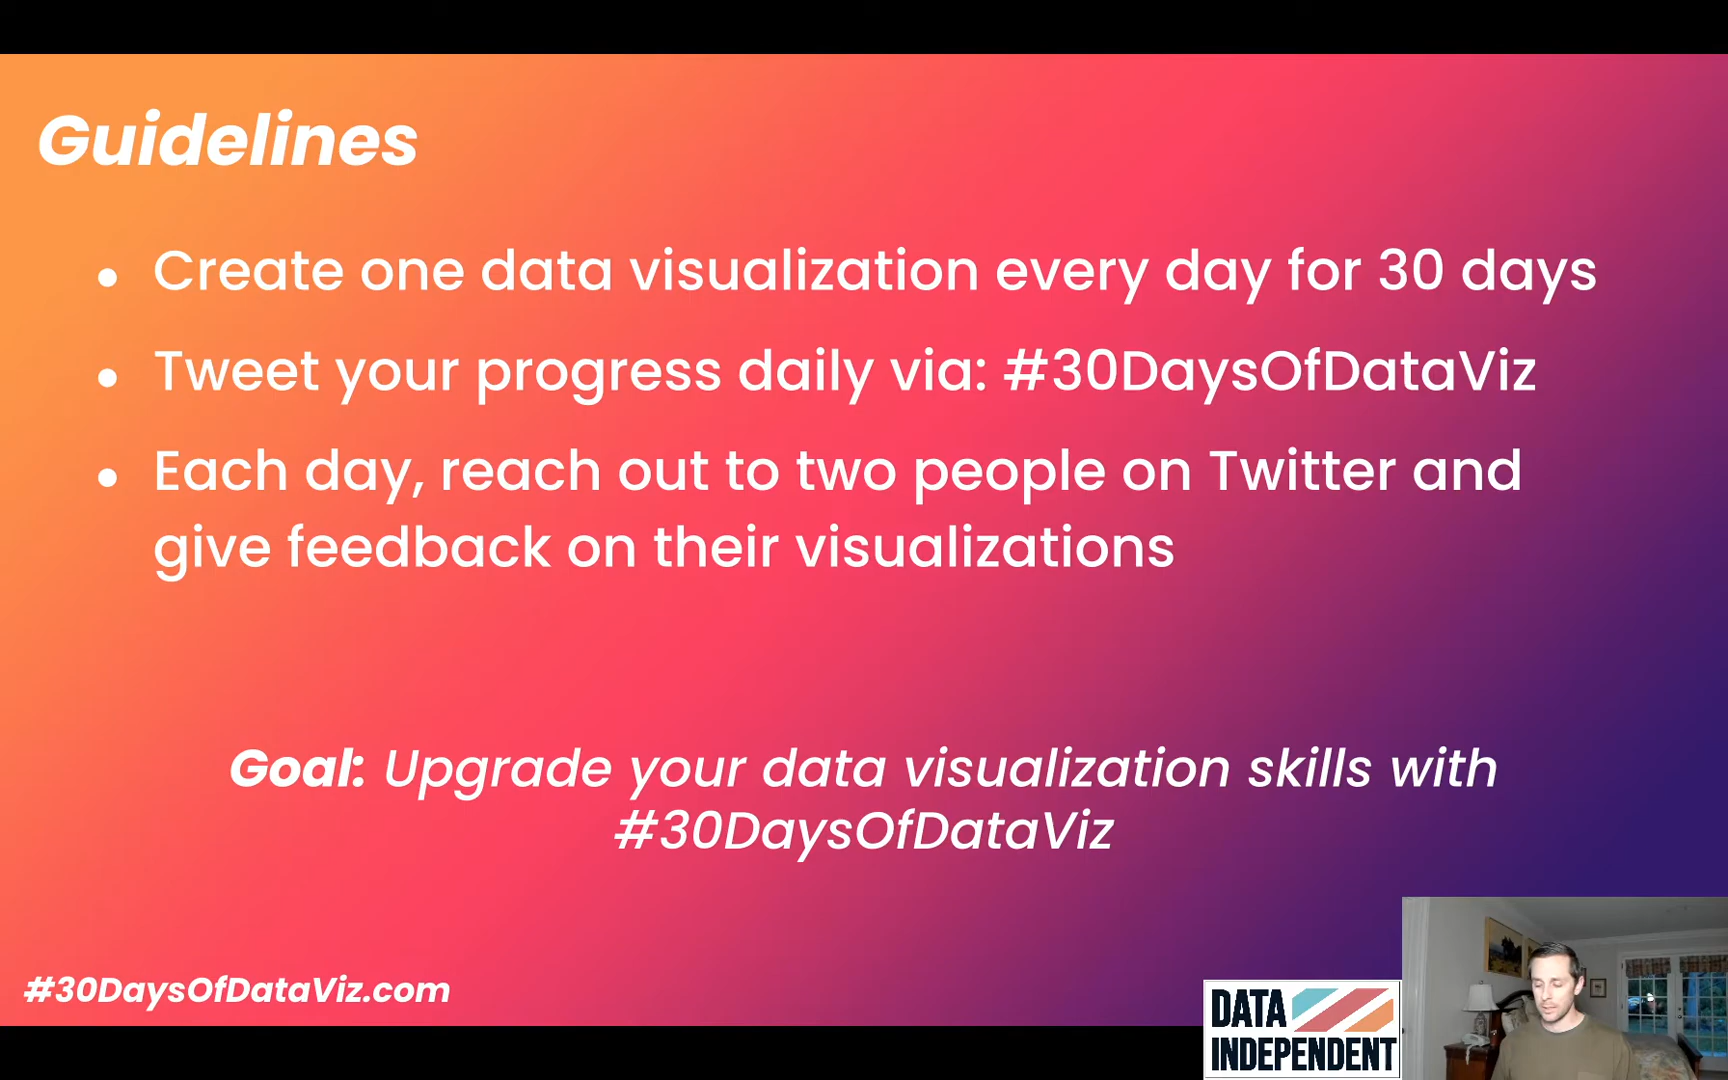 Guidelines
● Create one data visualization every day for 30 days
● Tweet your progress daily via: #30DaysOfDataViz
● Each day, reach out to two people on Twitter and
give feedback on their visualizations
Goal: Upgrade your data visualization skills with
#30DaysOfDataViz
#30DaysOfDataViz.com
DATA
INDEPENDENT